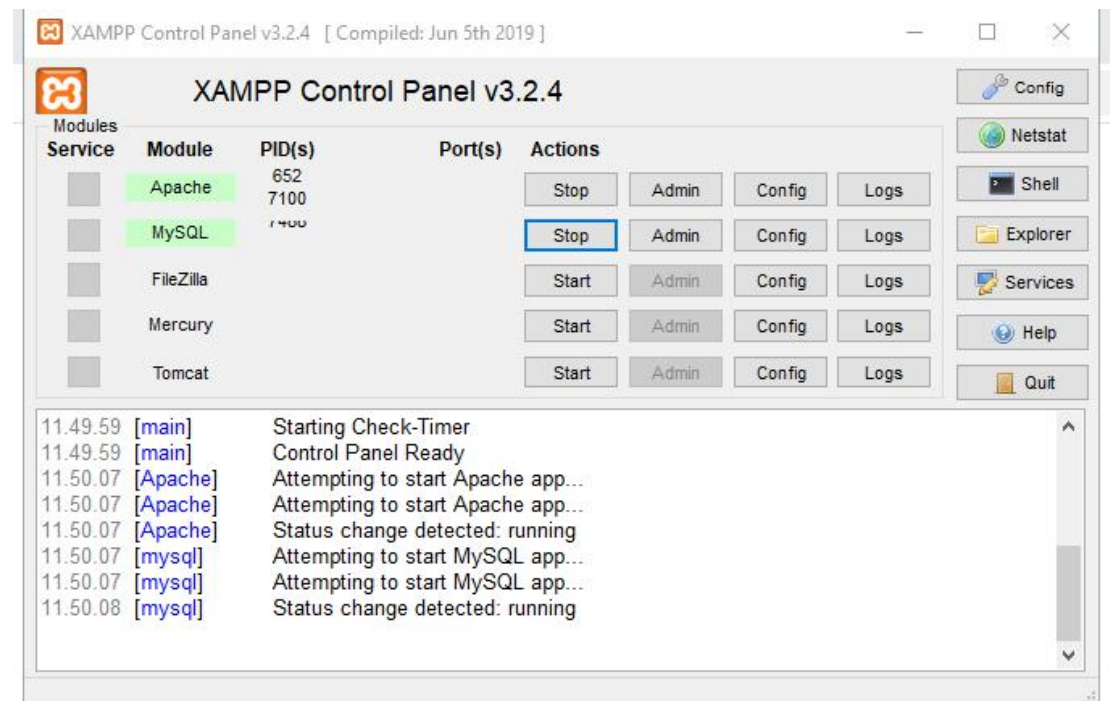 XAMPP Control Panel v3.2.4 [ Compiled: Jun 5th 2019 ]
XAMPP Control Panel v3.2.4
Config
Modules
Service Module PID(s) Port(s) Actions
Netstat
Apache 652 7100 Stop Admin Config Logs
Shell
MySQL Stop Admin Config Logs
Explorer
FileZilla Start Admin Config Logs
Services
Mercury Start Admin Config Logs
Help
Tomcat Start Admin Config Logs
Quit
11.49.59 [main] Starting Check-Timer
11.49.59 [main] Control Panel Ready
11.50.07 [Apache] Attempting to start Apache app...
11.50.07 [Apache] Attempting to start Apache app...
11.50.07 [Apache] Status change detected: running
11.50.07 [mysql] Attempting to start MySQL app...
11.50.07 [mysql] Attempting to start MySQL app...
11.50.08 [mysql] Status change detected: running